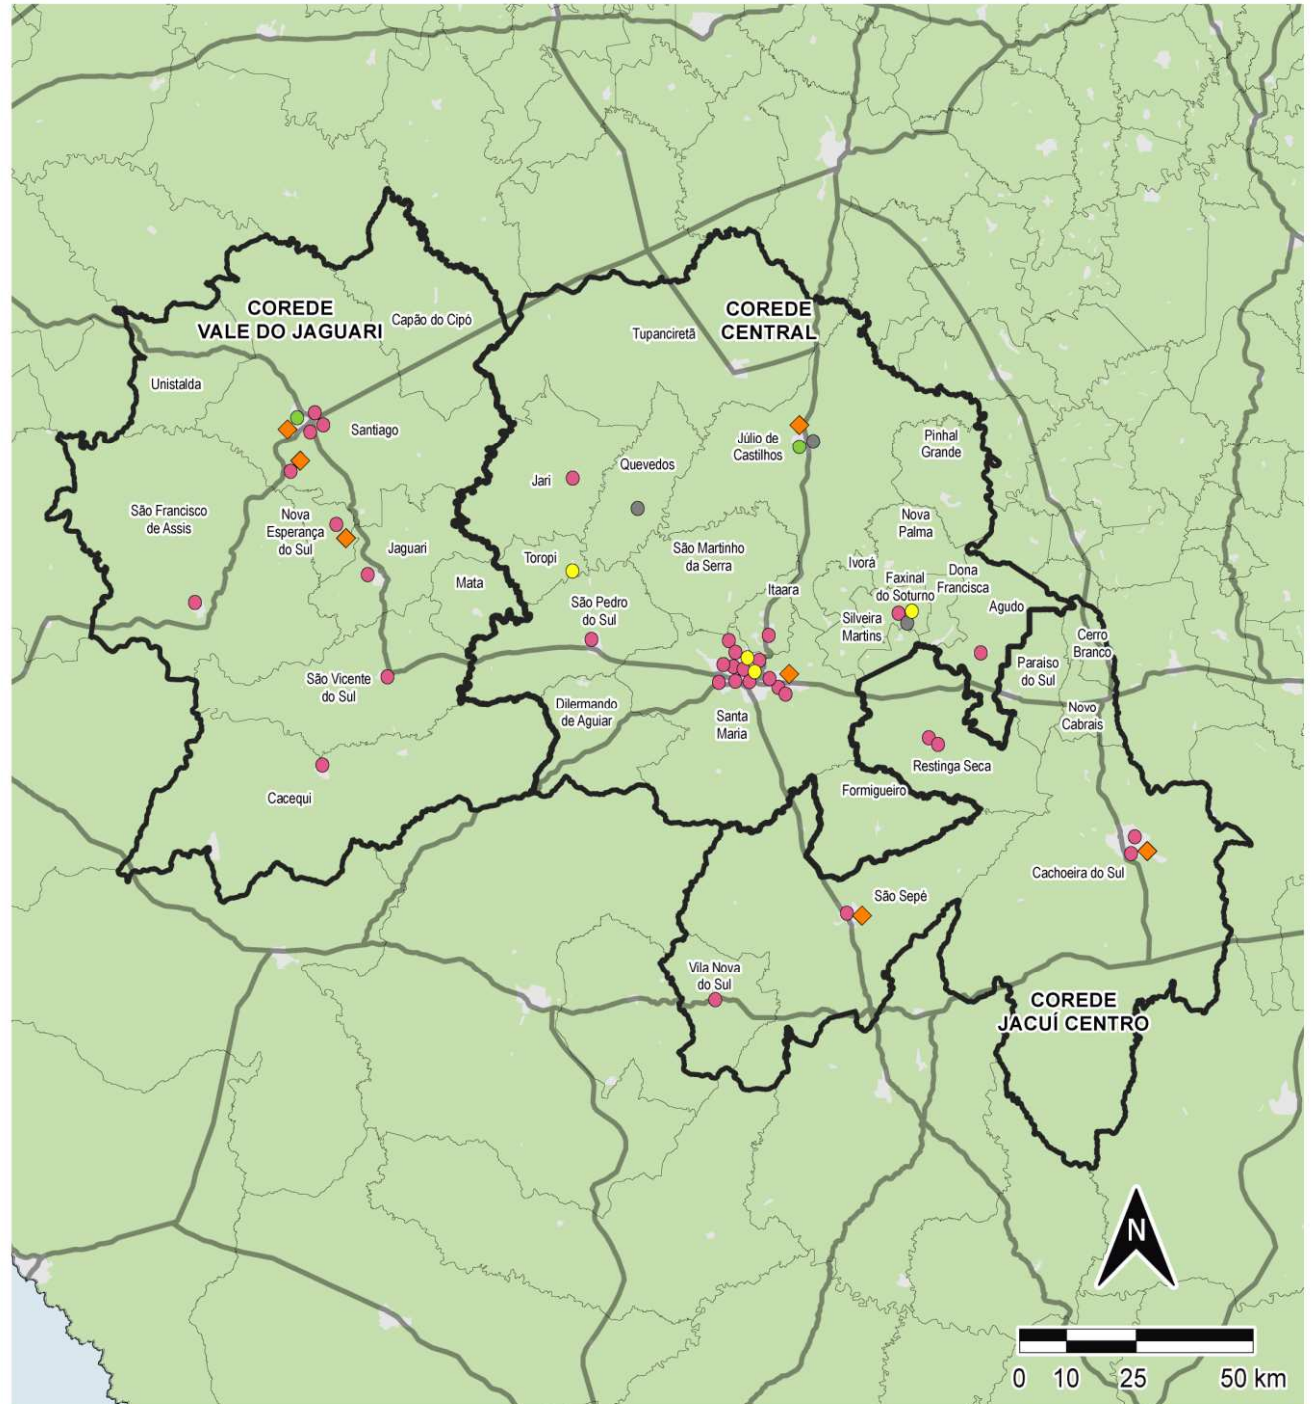 COREDE
VALE DO JAGUARI
COREDE
CENTRAL
Capão do Cipó
Tupanciretã
Unistalda
Santiago
Júlio de
Castilhos
Pinhal
Grande
Quevedos
Jari
São Francisco
de Assis
Nova
Esperança
do Sul
Nova
Palma
Jaguari
Toropi
São Martinho
da Serra
Ivorá
Dona
Francisca
Mata
Itaara
Faxinal
do Soturno
São Pedro
do Sul
Silveira
Martins
Agudo
Cerro
Branco
Paraiso
do Sul
São Vicente
do Sul
Dilermando
de Aguiar
Santa
Maria
Novo
Cabrais
Restinga Seca
Cacequi
Formigueiro
Cachoeira do Sul
São Sepé
Vila Nova
do Sul
COREDE
JACUÍ CENTRO
N
0 10 25 50 km